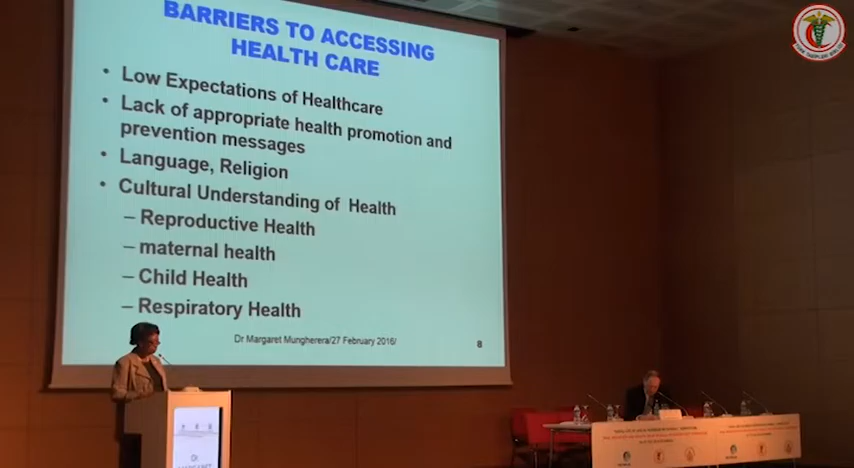 BARRIERS TO ACCESSING
HEALTH CARE
• Low Expectations of Healthcare
• Lack of appropriate health promotion and
prevention messages
• Language, Religion
• Cultural Understanding of Health
– Reproductive Health
– maternal health
– Child Health
– Respiratory Health
Dr Margaret Mungherera/27 February 2016/
8